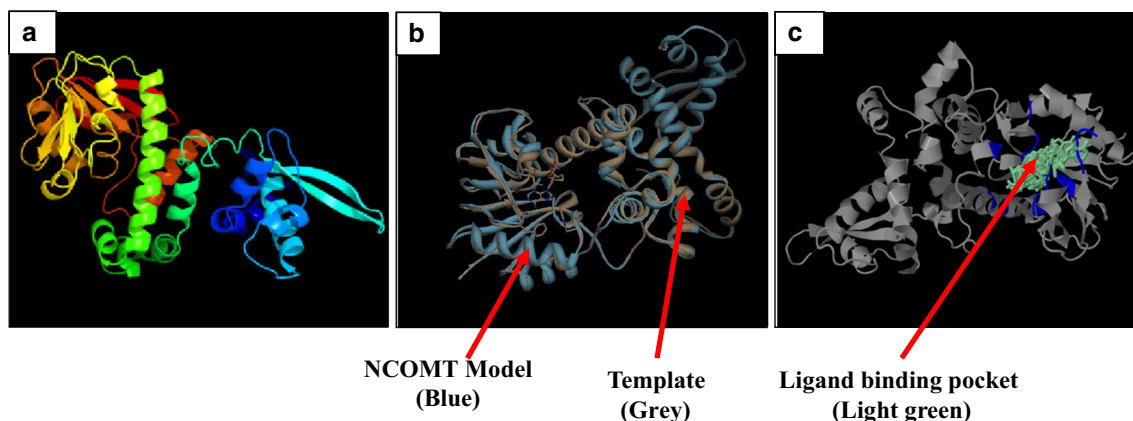 a
b
c
NCOMT Model
(Blue)
Template
(Grey)
Ligand binding pocket
(Light green)